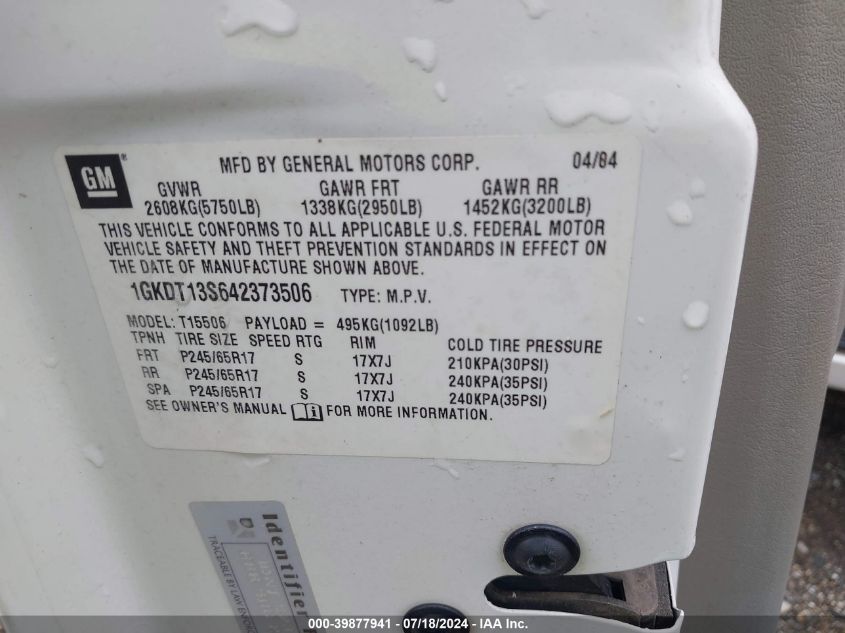 GM®
MFD BY GENERAL MOTORS CORP. 04/04
GVWR GAWR FRT GAWR RR
2608KG(5750LB) 1338KG(2950LB) 1452KG(3200LB)
THIS VEHICLE CONFORMS TO ALL APPLICABLE U.S. FEDERAL MOTOR
VEHICLE SAFETY AND THEFT PREVENTION STANDARDS IN EFFECT ON
THE DATE OF MANUFACTURE SHOWN ABOVE.
1GKDT13S642373506 TYPE: M.P.V.
MODEL: T15506 PAYLOAD = 495KG(1092LB)
TPNH TIRE SIZE SPEED RTG RIM COLD TIRE PRESSURE
FRT P245/65R17 S 17X7J 210KPA(30PSI)
RR P245/65R17 S 17X7J 240KPA(35PSI)
SPA P245/65R17 S 17X7J 240KPA(35PSI)
SEE OWNER'S MANUAL FOR MORE INFORMATION.
Identifier
TRACEABLE BY LAW
000-39877941 - 07/18/2024 - IAA Inc.